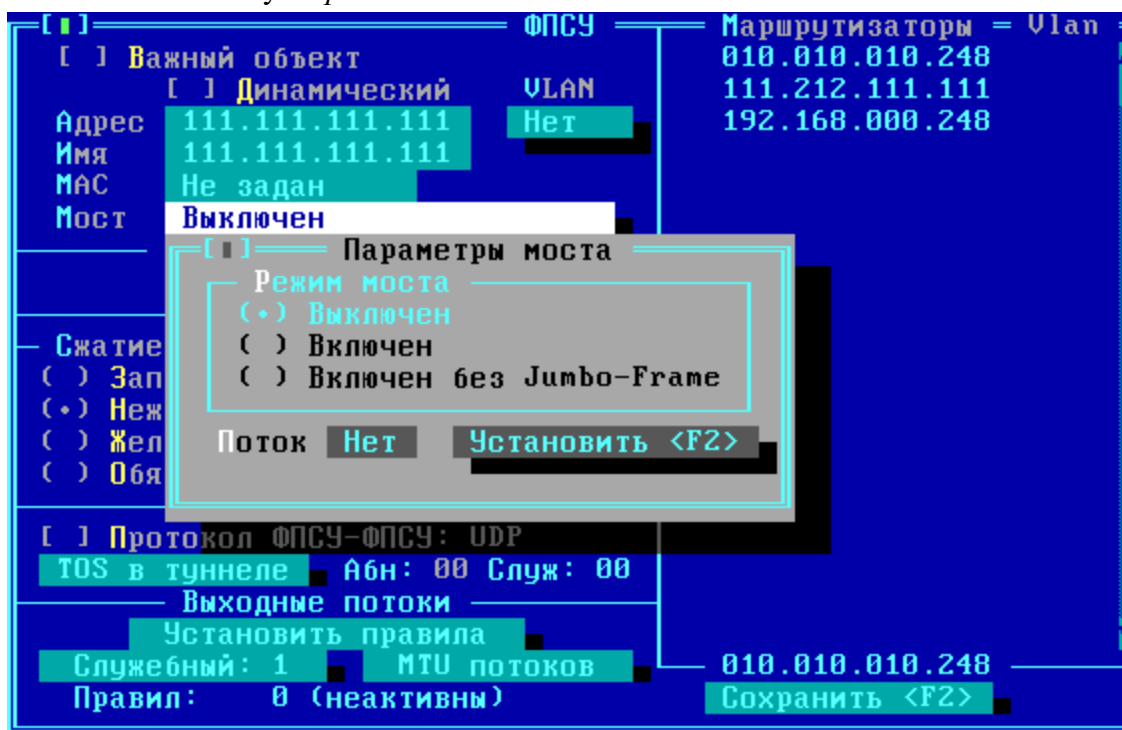 ФПСУ
Маршрутизаторы = Vlan
[ ] Важный объект
010.010.010.248
[ ] Динамический VLAN
111.212.111.111
Адрес 111.111.111.111 Нет
192.168.000.248
Имя 111.111.111.111
MAC Не задан
Мост Выключен
Параметры моста
Режим моста
(•) Выключен
( ) Включен
( ) Включен без Jumbo-Frame
Поток Нет Установить <F2>
Сжатие
( ) Зап
(•) Неж
( ) Жел
( ) Обя
[ ] Протокол ФПСУ-ФПСУ: UDP
TOS в туннеле Абн: 00 Служ: 00
Выходные потоки
Установить правила
Служебный: 1 MTU потоков
Правил: 0 (неактивны)
010.010.010.248
Сохранить <F2>